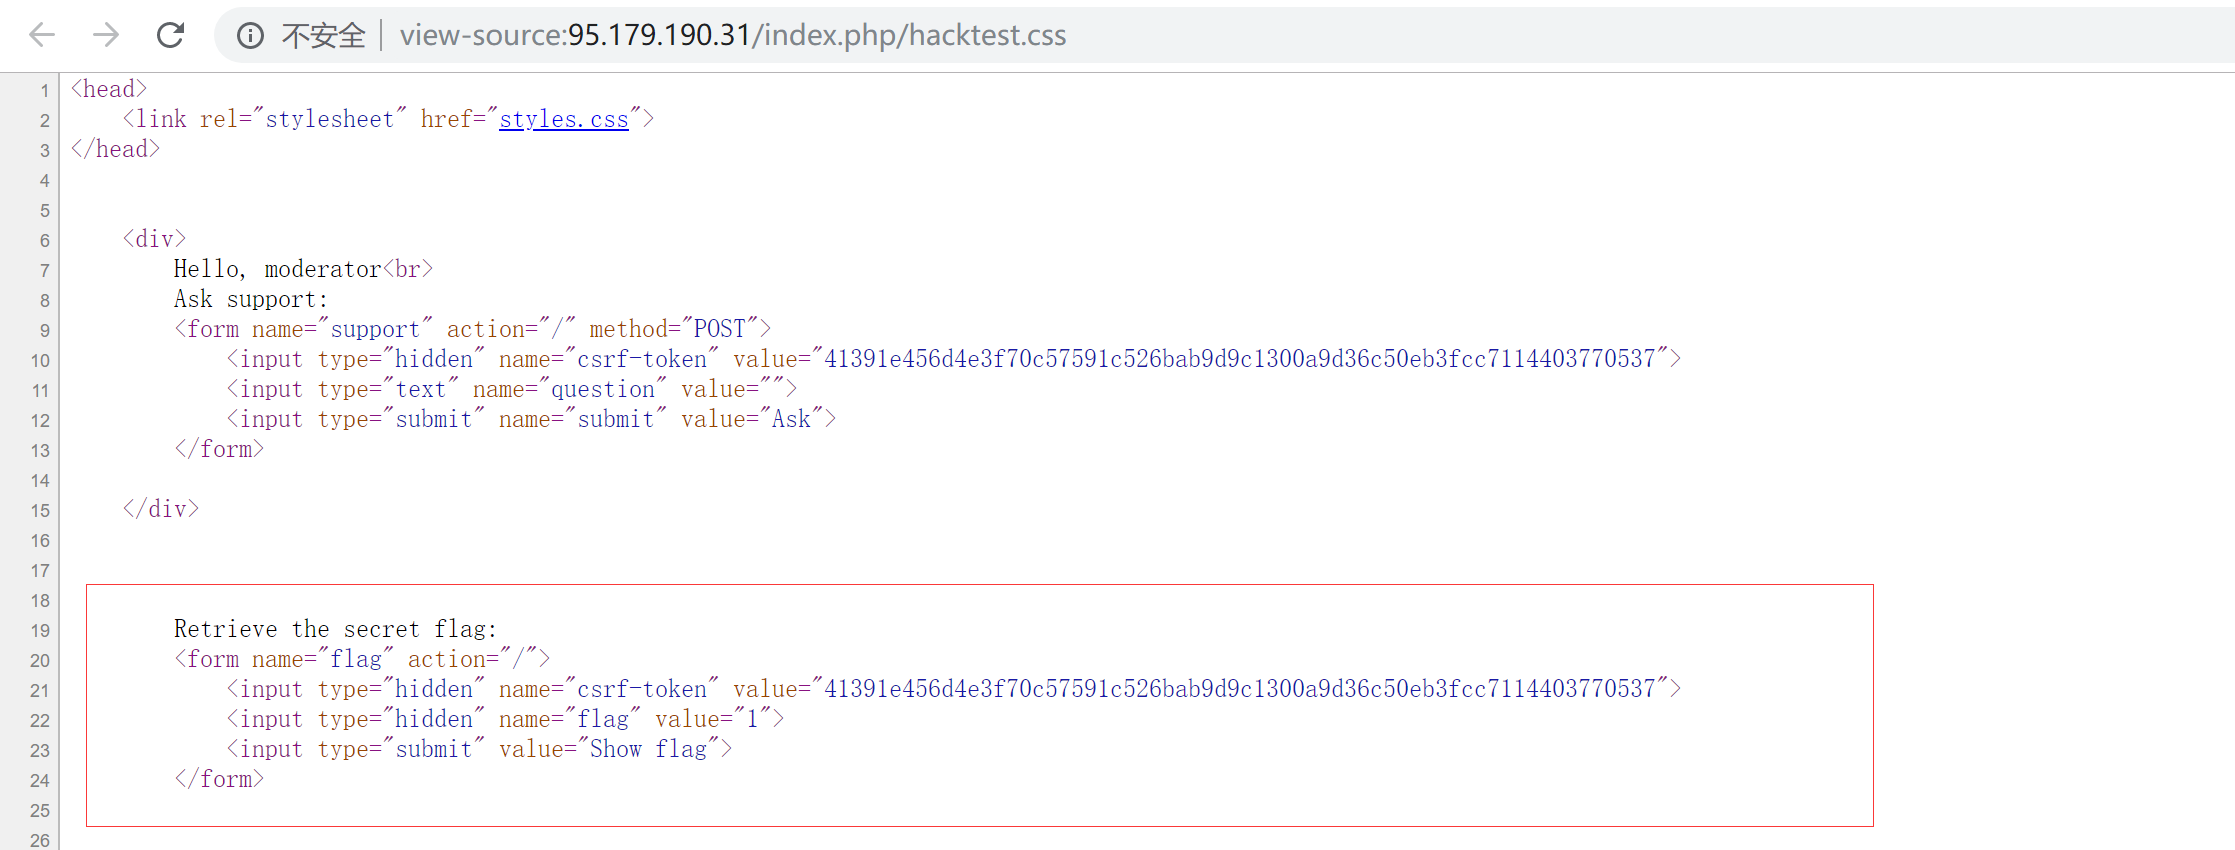 不安全 view-source:95.179.190.31/index.php/hacktest.css
1 <head>
2 <link rel="stylesheet" href="styles.css">
3 </head>
4
5
6 <div>
7 Hello, moderator<br>
8 Ask support:
9 <form name="support" action="/" method="POST">
10 <input type="hidden" name="csrf-token" value="41391e456d4e3f70c57591c526bab9d9c1300a9d36c50eb3fcc7114403770537">
11 <input type="text" name="question" value="">
12 <input type="submit" name="submit" value="Ask">
13 </form>
14
15 </div>
16
17
18
19 Retrieve the secret flag:
20 <form name="flag" action="/">
21 <input type="hidden" name="csrf-token" value="41391e456d4e3f70c57591c526bab9d9c1300a9d36c50eb3fcc7114403770537">
22 <input type="hidden" name="flag" value="1">
23 <input type="submit" value="Show flag">
24 </form>
25
26